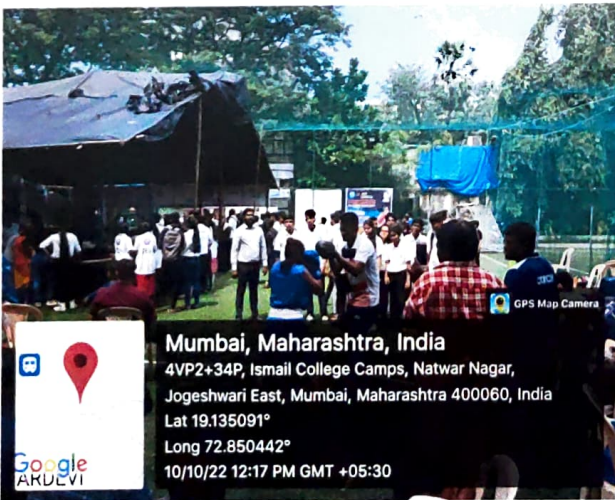 GPS Map Camera
Mumbai, Maharashtra, India
4VP2+34P, Ismail College Camps, Natwar Nagar,
Jogeshwari East, Mumbai, Maharashtra 400060, India
Lat 19.135091°
Long 72.850442°
10/10/22 12:17 PM GMT +05:30
Google
ARDEVI